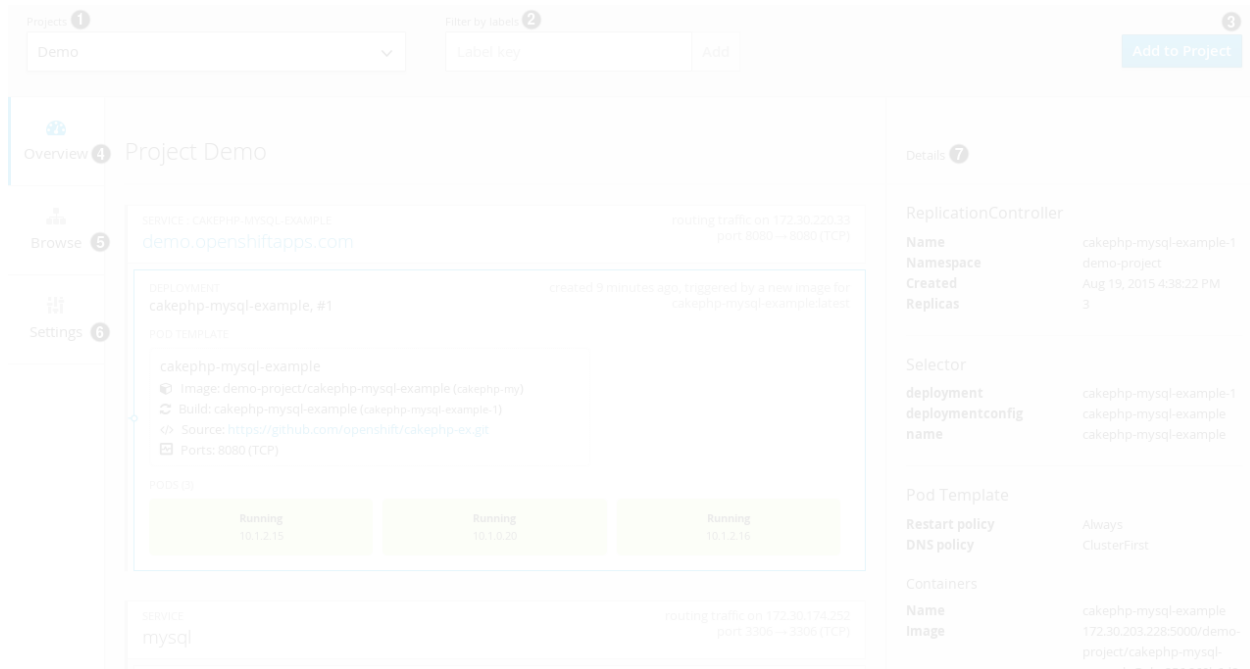 Projects 1
Filter by labels 2
3
Demo
Label key
Add
Add to Project
Overview 4
Browse 5
Settings 6
Project Demo
SERVICE : CAKEPHP-MYSQL-EXAMPLE
routing traffic on 172.30.220.33
demo.openshiftapps.com
port 8080 → 8080 (TCP)
DEPLOYMENT
created 9 minutes ago, triggered by a new image for
cakephp-mysql-example, #1
cakephp-mysql-example:latest
POD TEMPLATE
cakephp-mysql-example
Image: demo-project/cakephp-mysql-example (cakephp-my)
Build: cakephp-mysql-example (cakephp-mysql-example-1)
Source: https://github.com/openshift/cakephp-ex.git
Ports: 8080 (TCP)
PODS (3)
Running
10.1.2.15
Running
10.1.0.20
Running
10.1.2.16
SERVICE
routing traffic on 172.30.174.252
mysql
port 3306 → 3306 (TCP)
Details 7
ReplicationController
Name cakephp-mysql-example-1
Namespace demo-project
Created Aug 19, 2015 4:38:22 PM
Replicas 3
Selector
deployment cakephp-mysql-example-1
deploymentconfig cakephp-mysql-example
name cakephp-mysql-example
Pod Template
Restart policy Always
DNS policy ClusterFirst
Containers
Name cakephp-mysql-example
Image 172.30.203.228:5000/demo-
project/cakephp-mysql-